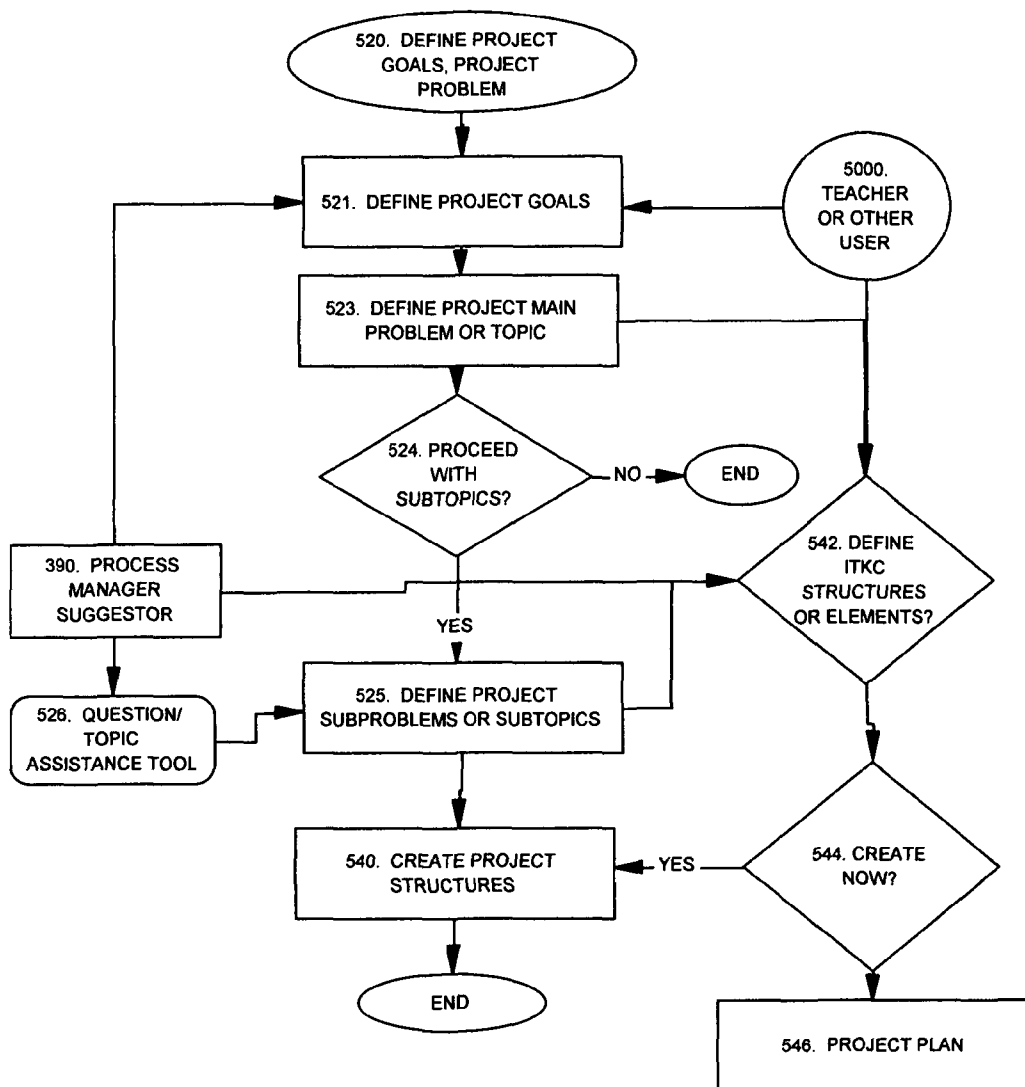 520. DEFINE PROJECT
GOALS, PROJECT
PROBLEM
5000.
TEACHER
OR OTHER
USER
521. DEFINE PROJECT GOALS
523. DEFINE PROJECT MAIN
PROBLEM OR TOPIC
524. PROCEED
WITH
SUBTOPICS?
NO
END
542. DEFINE
ITKC
STRUCTURES
OR ELEMENTS?
390. PROCESS
MANAGER
SUGGESTOR
YES
525. DEFINE PROJECT
SUBPROBLEMS OR SUBTOPICS
526. QUESTION/
TOPIC
ASSISTANCE TOOL
540. CREATE PROJECT
STRUCTURES
YES
544. CREATE
NOW?
END
546. PROJECT PLAN